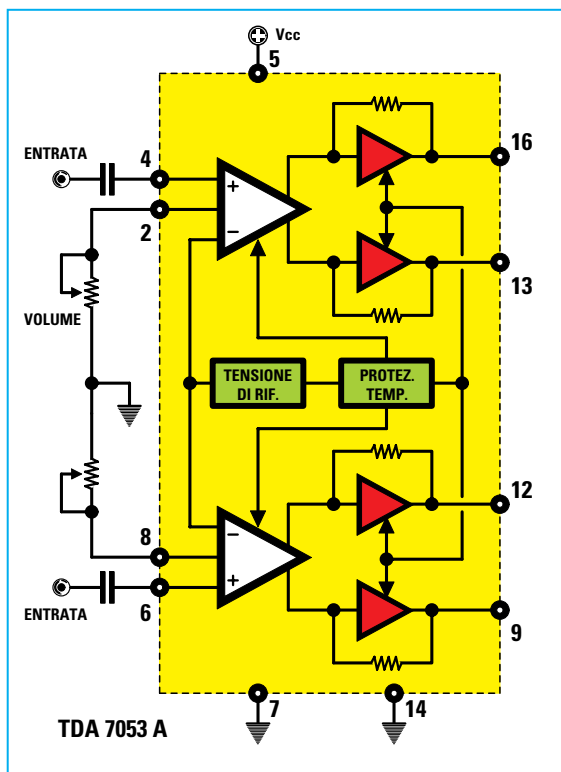 Vcc
5
ENTRATA
4
16
+
2
−
13
VOLUME
TENSIONE
DI RIF.
PROTEZ.
TEMP.
12
8
−
+
ENTRATA
6
9
7
14
TDA 7053 A